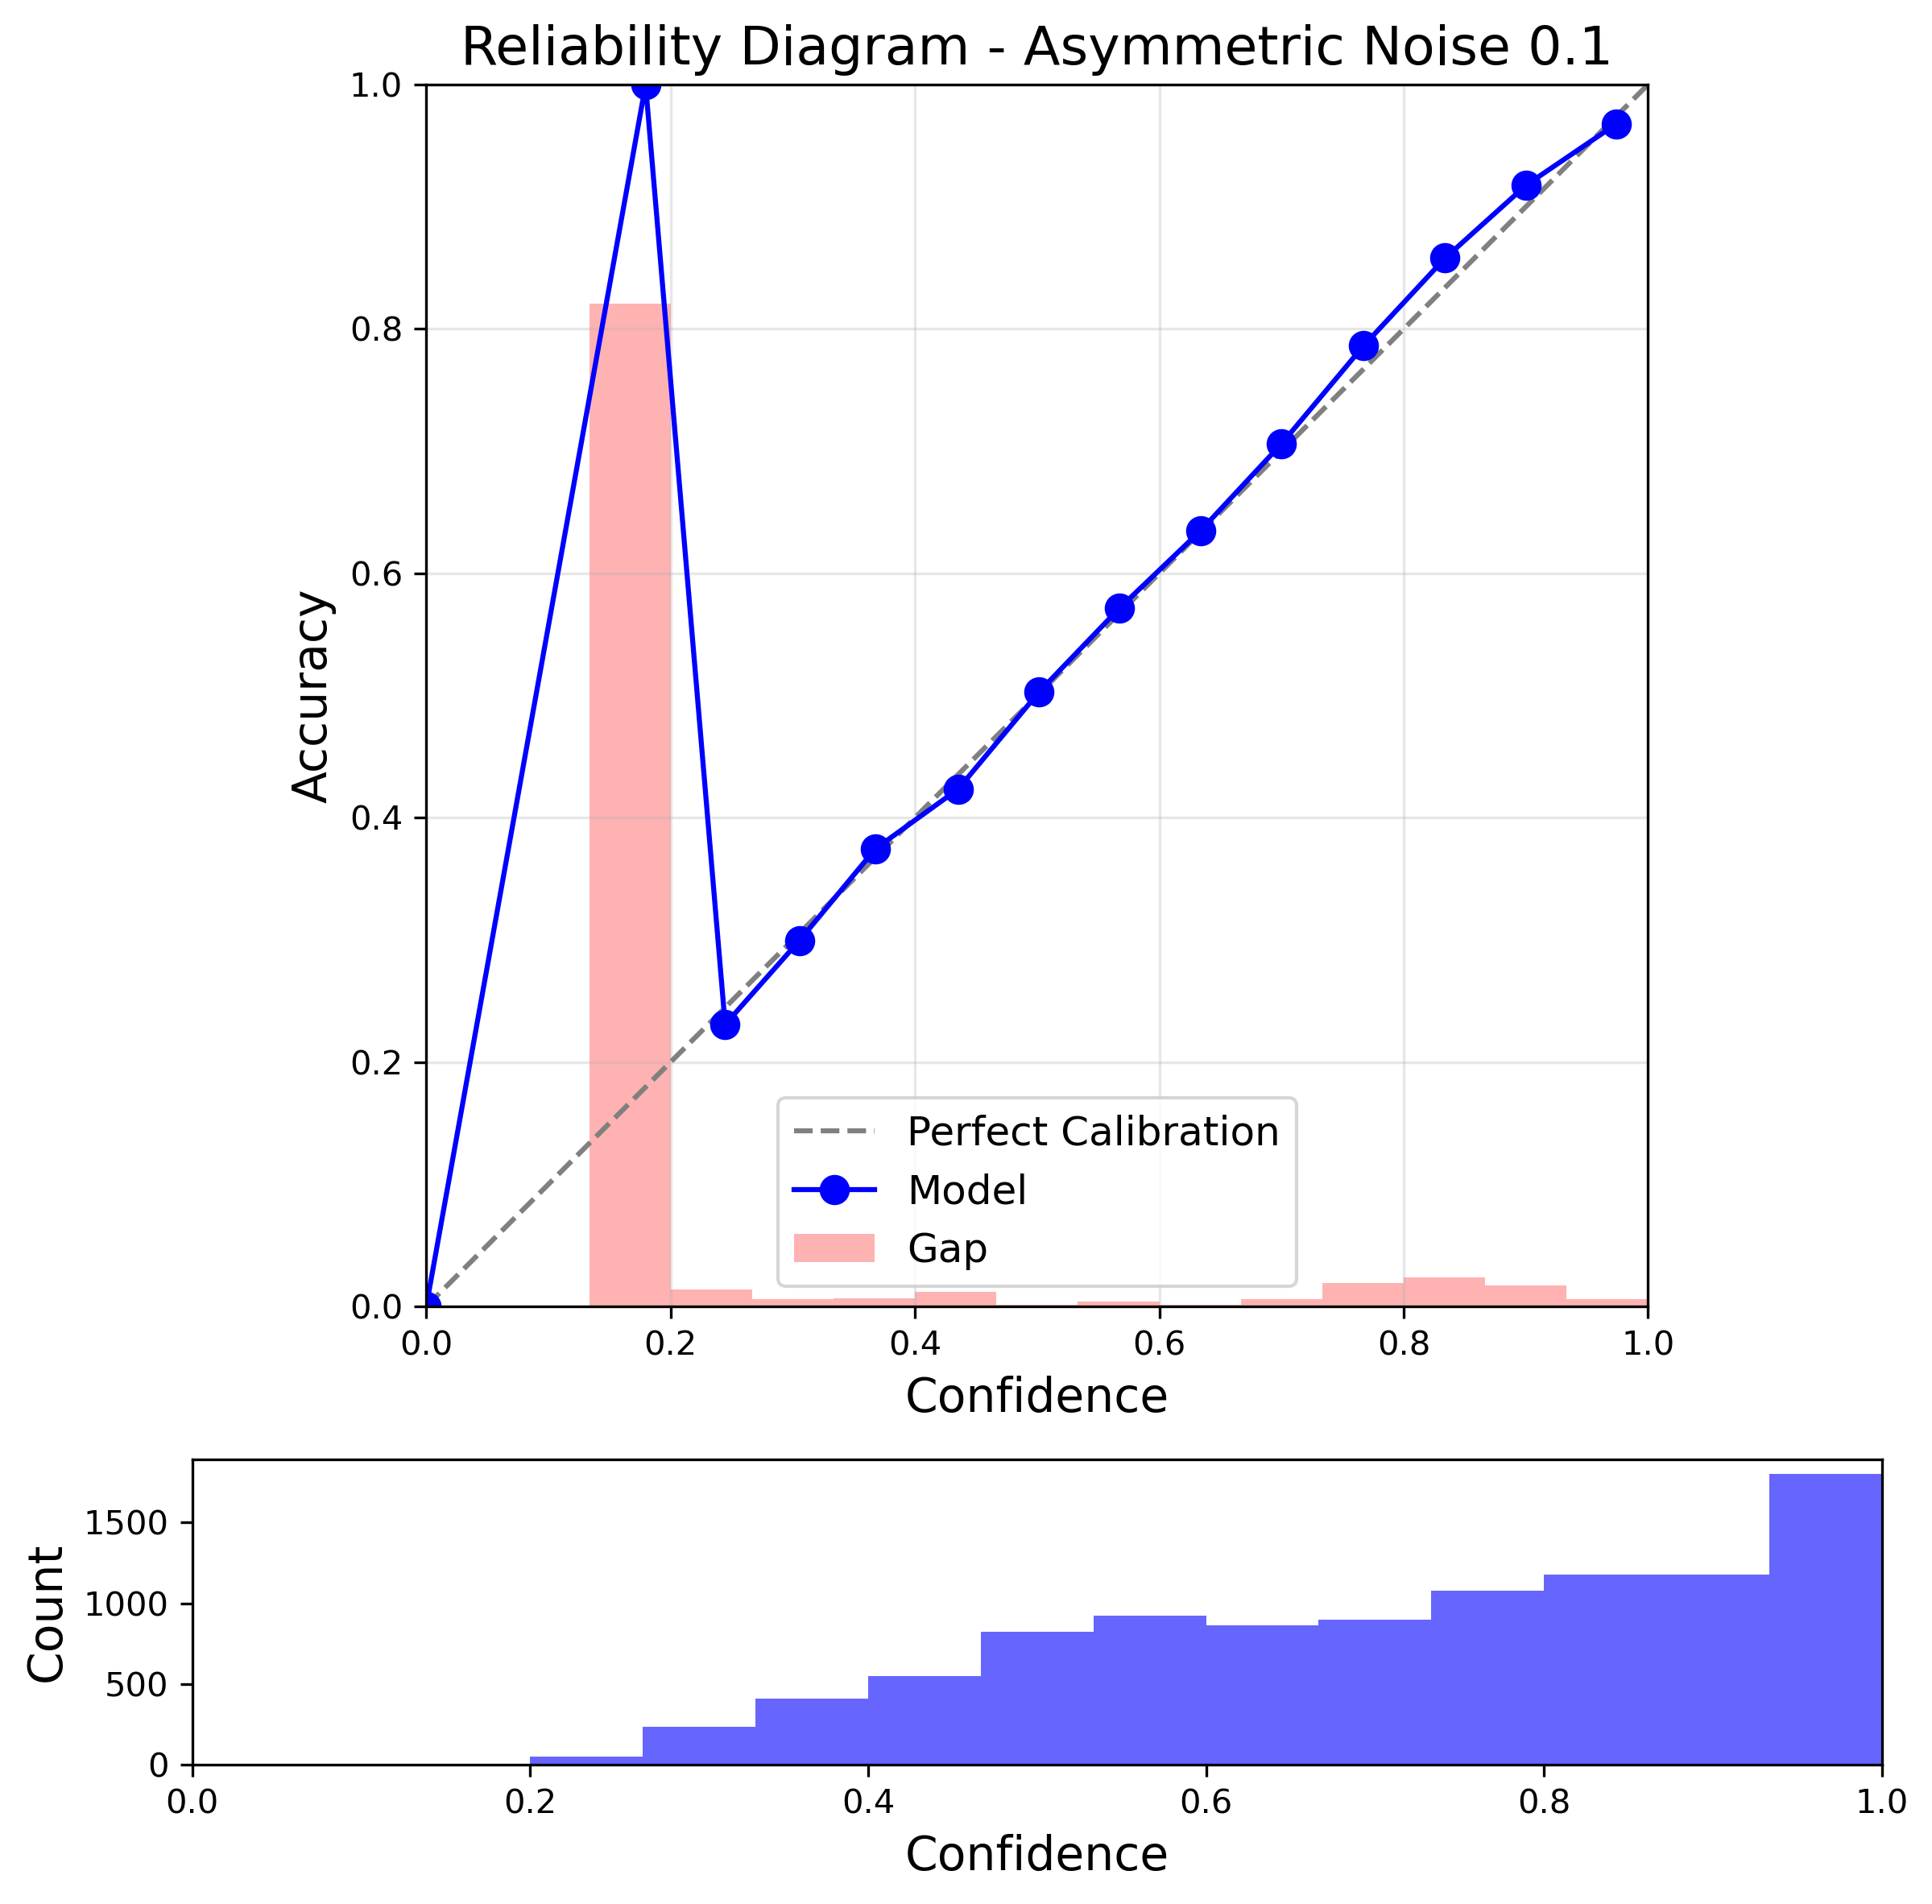 Reliability Diagram - Asymmetric Noise 0.1
1.0
0.8
0.6
0.4
0.2
0.0
Accuracy
Perfect Calibration
Model
Gap
0.0 0.2 0.4 0.6 0.8 1.0
Confidence
1500
1000
500
0
Count
0.0 0.2 0.4 0.6 0.8 1.0
Confidence